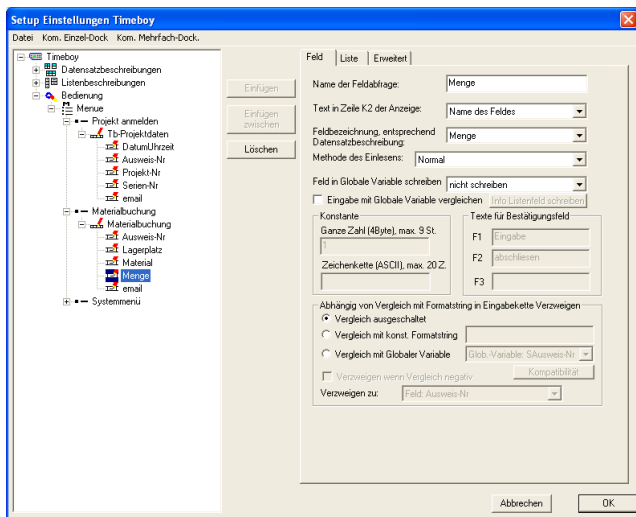 Setup Einstellungen Timeboy
Datei Kom. Einzel-Dock Kom. Mehrfach-Dock.
Timeboy
Datensatzbeschreibungen
Listenbeschreibungen
Bedienung
Menue
Projekt anmelden
Tb-Projektdaten
DatumUhrzeit
Ausweis-Nr
Projekt-Nr
Serien-Nr
email
Materialbuchung
Materialbuchung
Ausweis-Nr
Lagerplatz
Material
Menge
email
Systemmenü
Einfügen
Einfügen
zwischen
Löschen
Feld Liste Erweitert
Name der Feldabfrage: Menge
Text in Zeile K2 der Anzeige: Name des Feldes
Feldbezeichnung, entsprechend
Datensatzbeschreibung: Menge
Methode des Einlesens: Normal
Feld in Globale Variable schreiben nicht schreiben
Eingabe mit Globale Variable vergleichen Info Listenfeld schreiben
Konstante
Ganze Zahl (4Byte), max. 9 St.
1
Zeichenkette (ASCII), max. 20 Z.
Texte für Bestätigungsfeld
F1 Eingabe
F2 abschliesen
F3
Abhängig von Vergleich mit Formatstring in Eingabekette Verzweigen
Vergleich ausgeschaltet
Vergleich mit konst. Formatstring
Vergleich mit Globaler Variable Glob.-Variable: SAusweis-Nr
Verzweigen wenn Vergleich negativ Kompatibilität
Verzweigen zu: Feld: Ausweis-Nr
Abbrechen OK